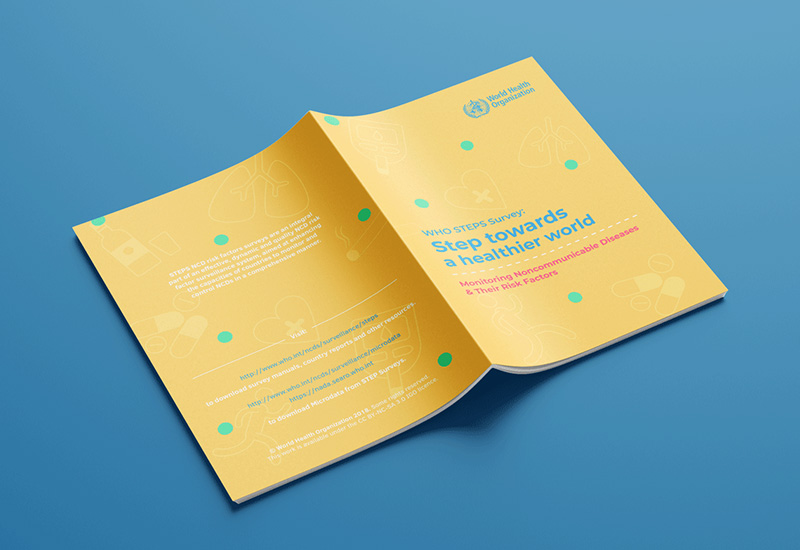 World Health
Organization
WHO STEPS Survey:
Step towards
a healthier world
Monitoring Noncommunicable Diseases
& Their Risk Factors
STEPS NCD risk factors surveys are an integral
part of an effective, dynamic and quality NCD risk
factor surveillance system, aimed at enhancing
the capacities of countries to monitor and
control NCDs in a comprehensive manner.
Visit
http://www.who.int/ncds/surveillance/steps
to download survey manuals, country reports and other resources.
http://www.who.int/ncds/surveillance/microdata
https://nada.searo.who.int
to download Microdata from STEP Surveys.
© World Health Organization 2018. Some rights reserved
This work is available under the CC BY-NC-SA 3.0 IGO licence.